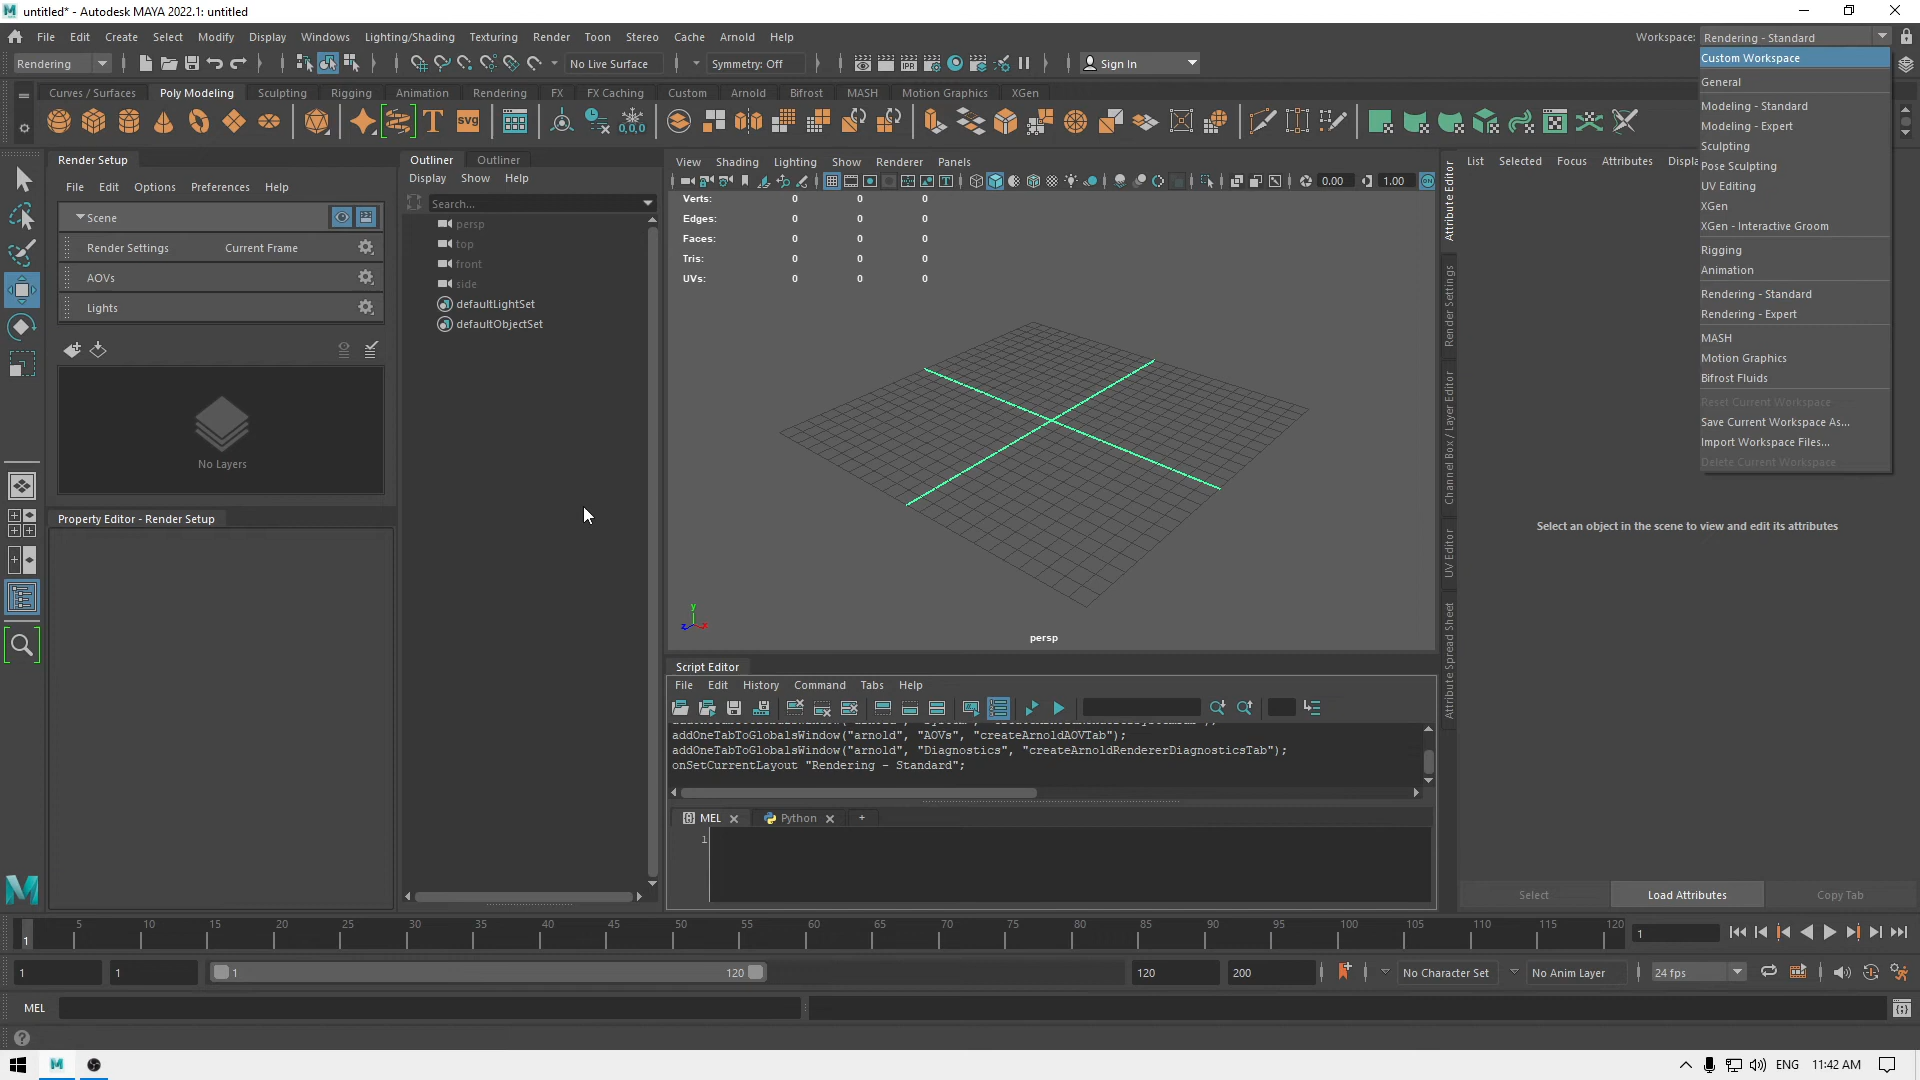 untitled* - Autodesk MAYA 2022.1: untitled
File Edit Create Select Modify Display Windows Lighting/Shading Texturing Render Toon Stereo Cache Arnold Help
Workspace: Rendering - Standard
Rendering
No Live Surface
Symmetry: Off
Sign In
Curves / Surfaces Poly Modeling Sculpting Rigging Animation Rendering FX FX Caching Custom Arnold Bifrost MASH Motion Graphics XGen
T
svg
0,0,0
Custom Workspace
General
Modeling - Standard
Modeling - Expert
Sculpting
Pose Sculpting
UV Editing
XGen
XGen - Interactive Groom
Rigging
Animation
Rendering - Standard
Rendering - Expert
MASH
Motion Graphics
Bifrost Fluids
Reset Current Workspace
Save Current Workspace As...
Import Workspace Files...
Delete Current Workspace
Render Setup
File Edit Options Preferences Help
Scene
Render Settings Current Frame
AOVs
Lights
No Layers
Property Editor - Render Setup
Outliner Outliner
Display Show Help
Search...
persp
top
front
side
defaultLightSet
defaultObjectSet
View Shading Lighting Show Renderer Panels
0.00
1.00
Verts: 0 0 0
Edges: 0 0 0
Faces: 0 0 0
Tris: 0 0 0
UVs: 0 0 0
y
z x
persp
Attribute Editor
Render Settings
Channel Box / Layer Editor
UV Editor
Attribute Spread Sheet
List Selected Focus Attributes Displa
Select an object in the scene to view and edit its attributes
Select
Load Attributes
Copy Tab
Script Editor
File Edit History Command Tabs Help
addOneTabToGlobalsWindow("arnold", "AOVs", "createArnoldAOVTab");
addOneTabToGlobalsWindow("arnold", "Diagnostics", "createArnoldRendererDiagnosticsTab");
onSetCurrentLayout "Rendering - Standard";
MEL
Python
+
1
1 5 10 15 20 25 30 35 40 45 50 55 60 65 70 75 80 85 90 95 100 105 110 115 120
1
1
1
1
120
120
200
No Character Set
No Anim Layer
24 fps
MEL
ENG
11:42 AM